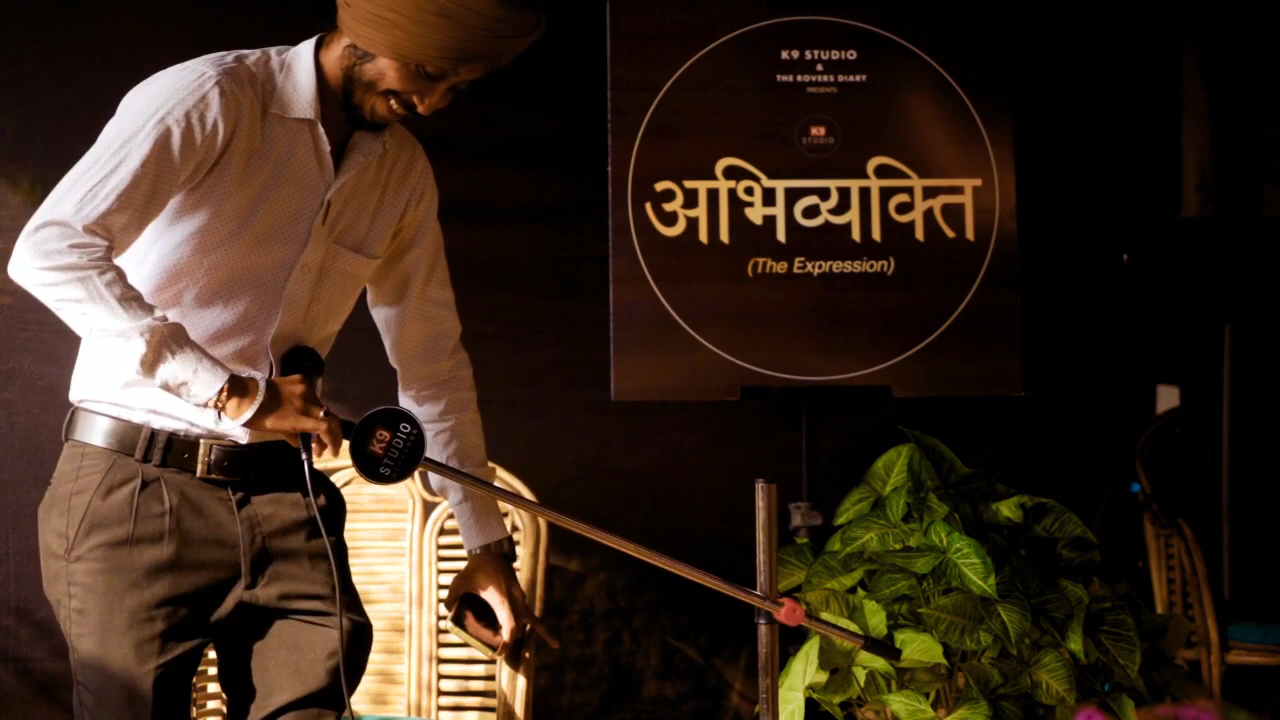 K9 STUDIO
&
THE ROVERS DIARY
PRESENTS
K9
STUDIO
अभिव्यक्ति
(The Expression)
K9
STUDIO